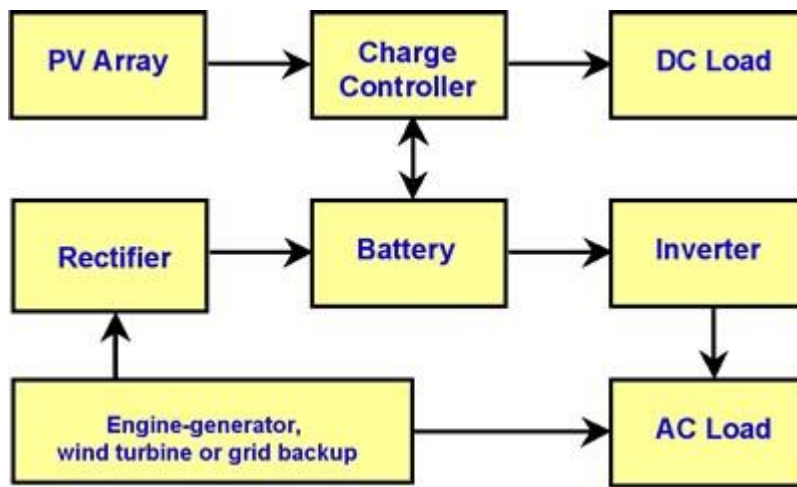 PV Array
Charge
Controller
DC Load
Rectifier
Battery
Inverter
Engine-generator,
wind turbine or grid backup
AC Load